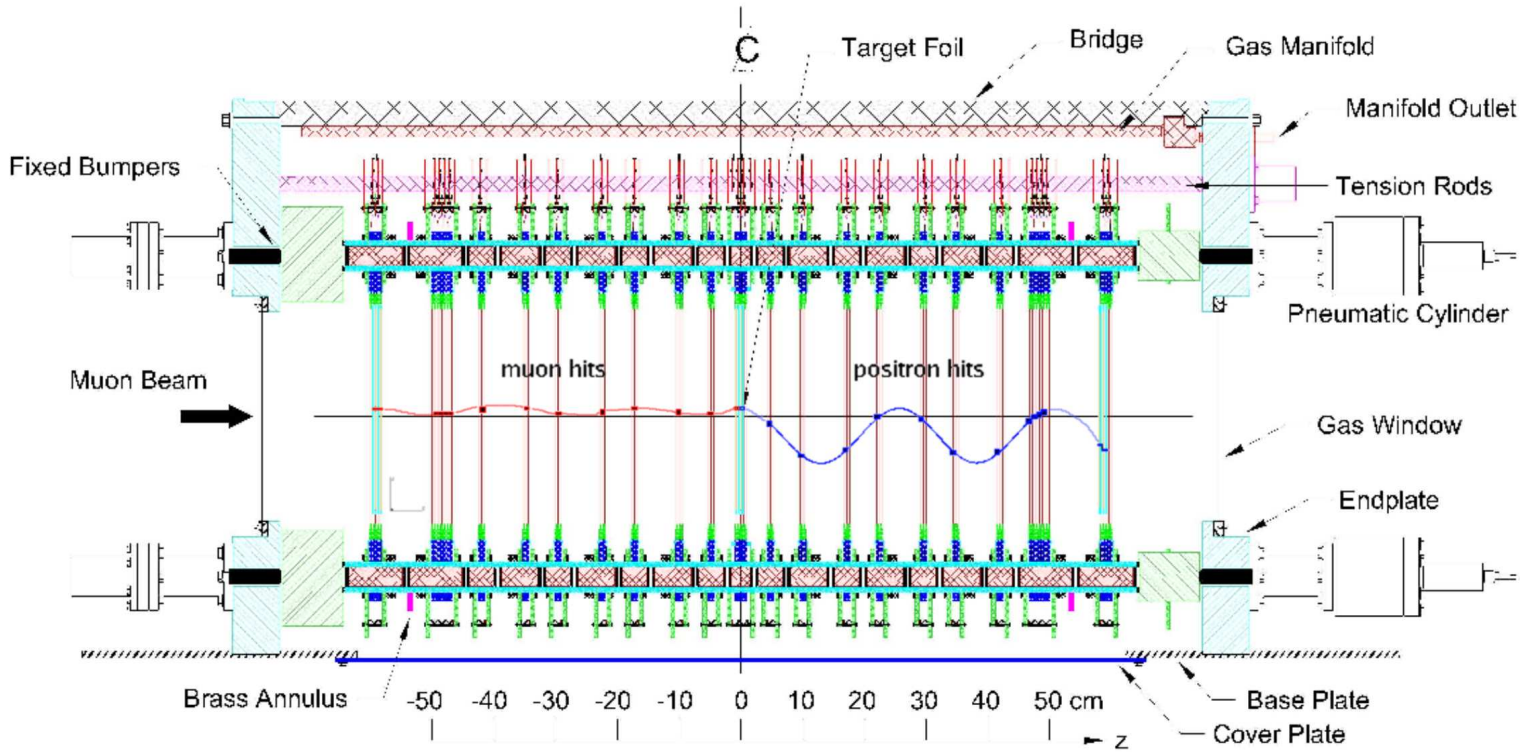 C
Target Foil
Bridge
Gas Manifold
Manifold Outlet
Fixed Bumpers
Tension Rods
Pneumatic Cylinder
muon hits
positron hits
Muon Beam
Gas Window
Endplate
Brass Annulus
-50 -40 -30 -20 -10 0 10 20 30 40 50 cm
Base Plate
Cover Plate
z